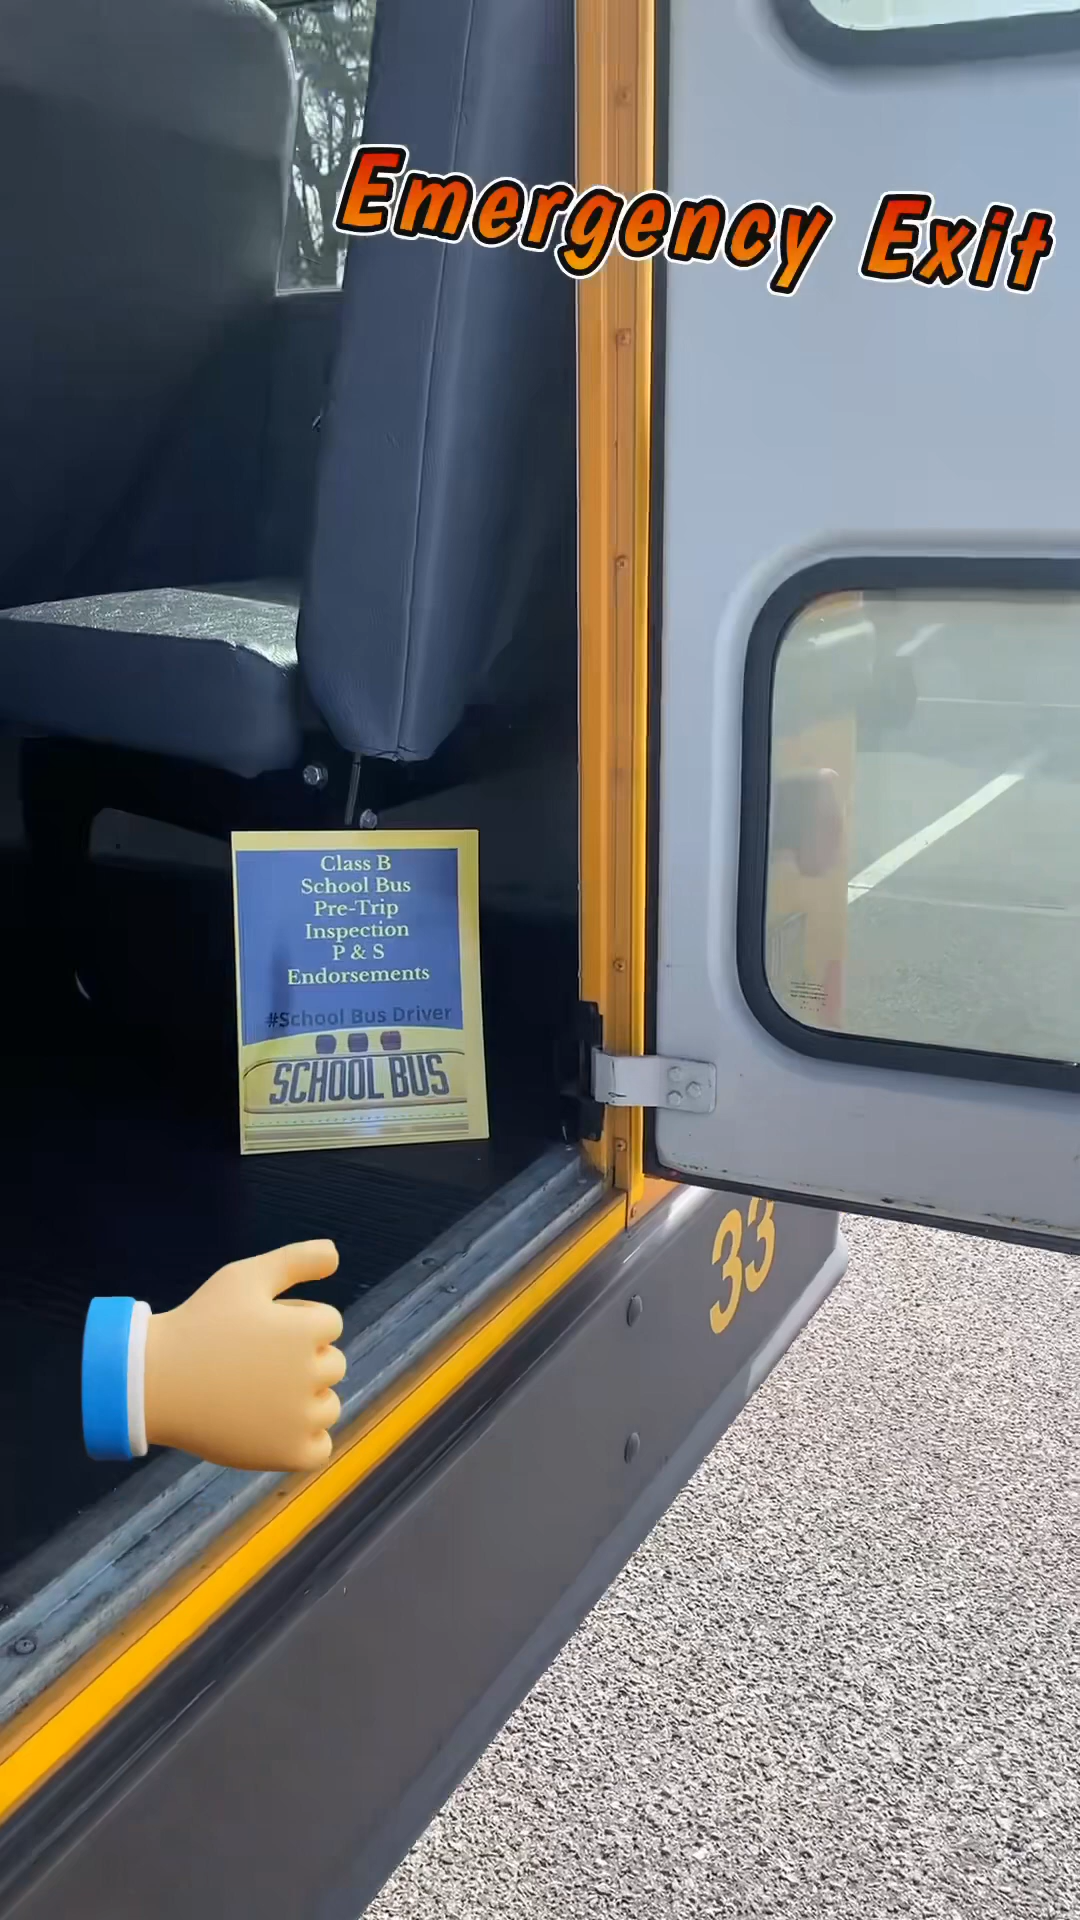 Emergency Exit
Class B
School Bus
Pre-Trip
Inspection
P & S
Endorsements
#School Bus Driver
SCHOOL BUS
33